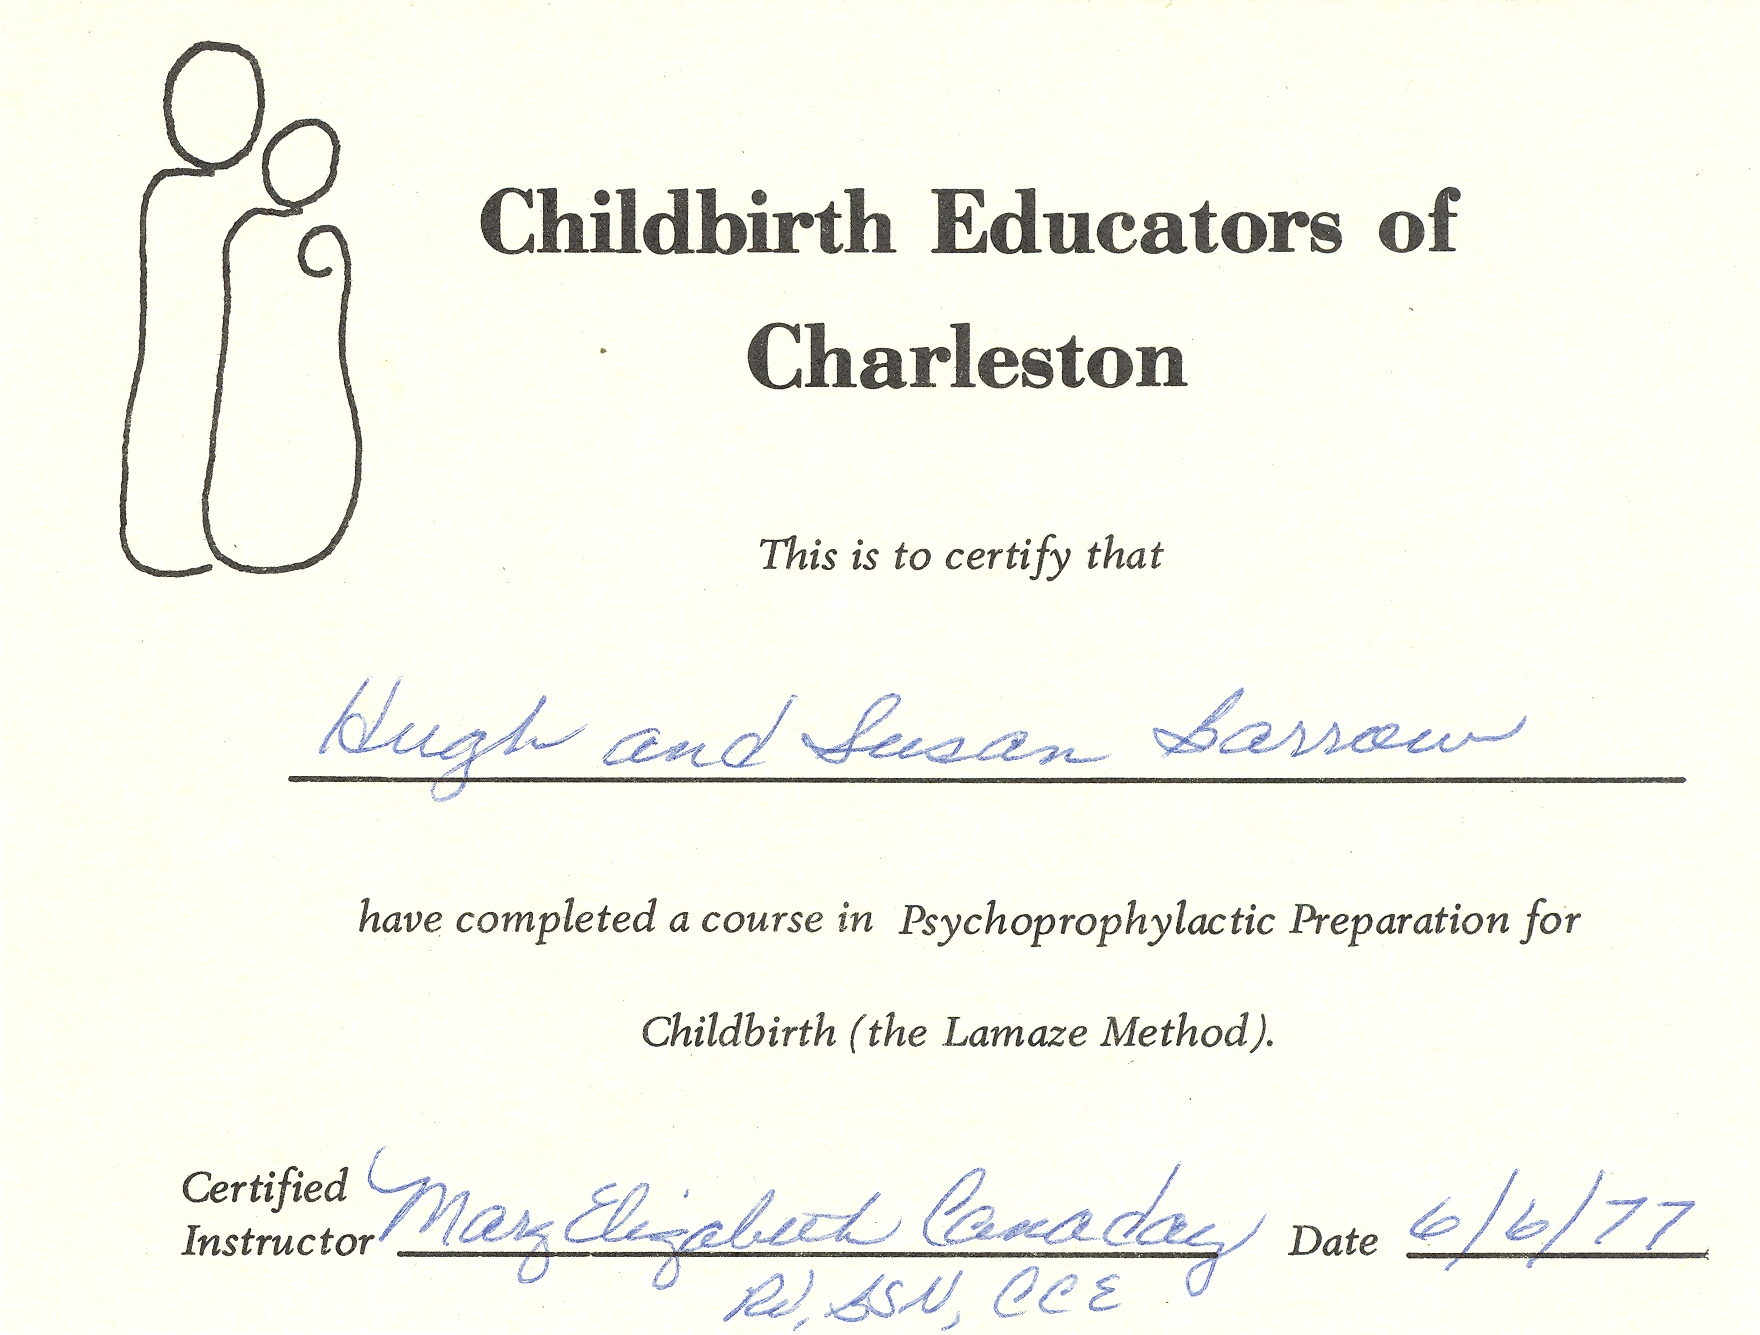 Childbirth Educators of
Charleston
This is to certify that
Hugh and Susan Barrow
have completed a course in Psychoprophylactic Preparation for
Childbirth (the Lamaze Method).
Certified
Instructor Mary Elizabeth Canaday Date 6/6/77
RN, BSN, CCE